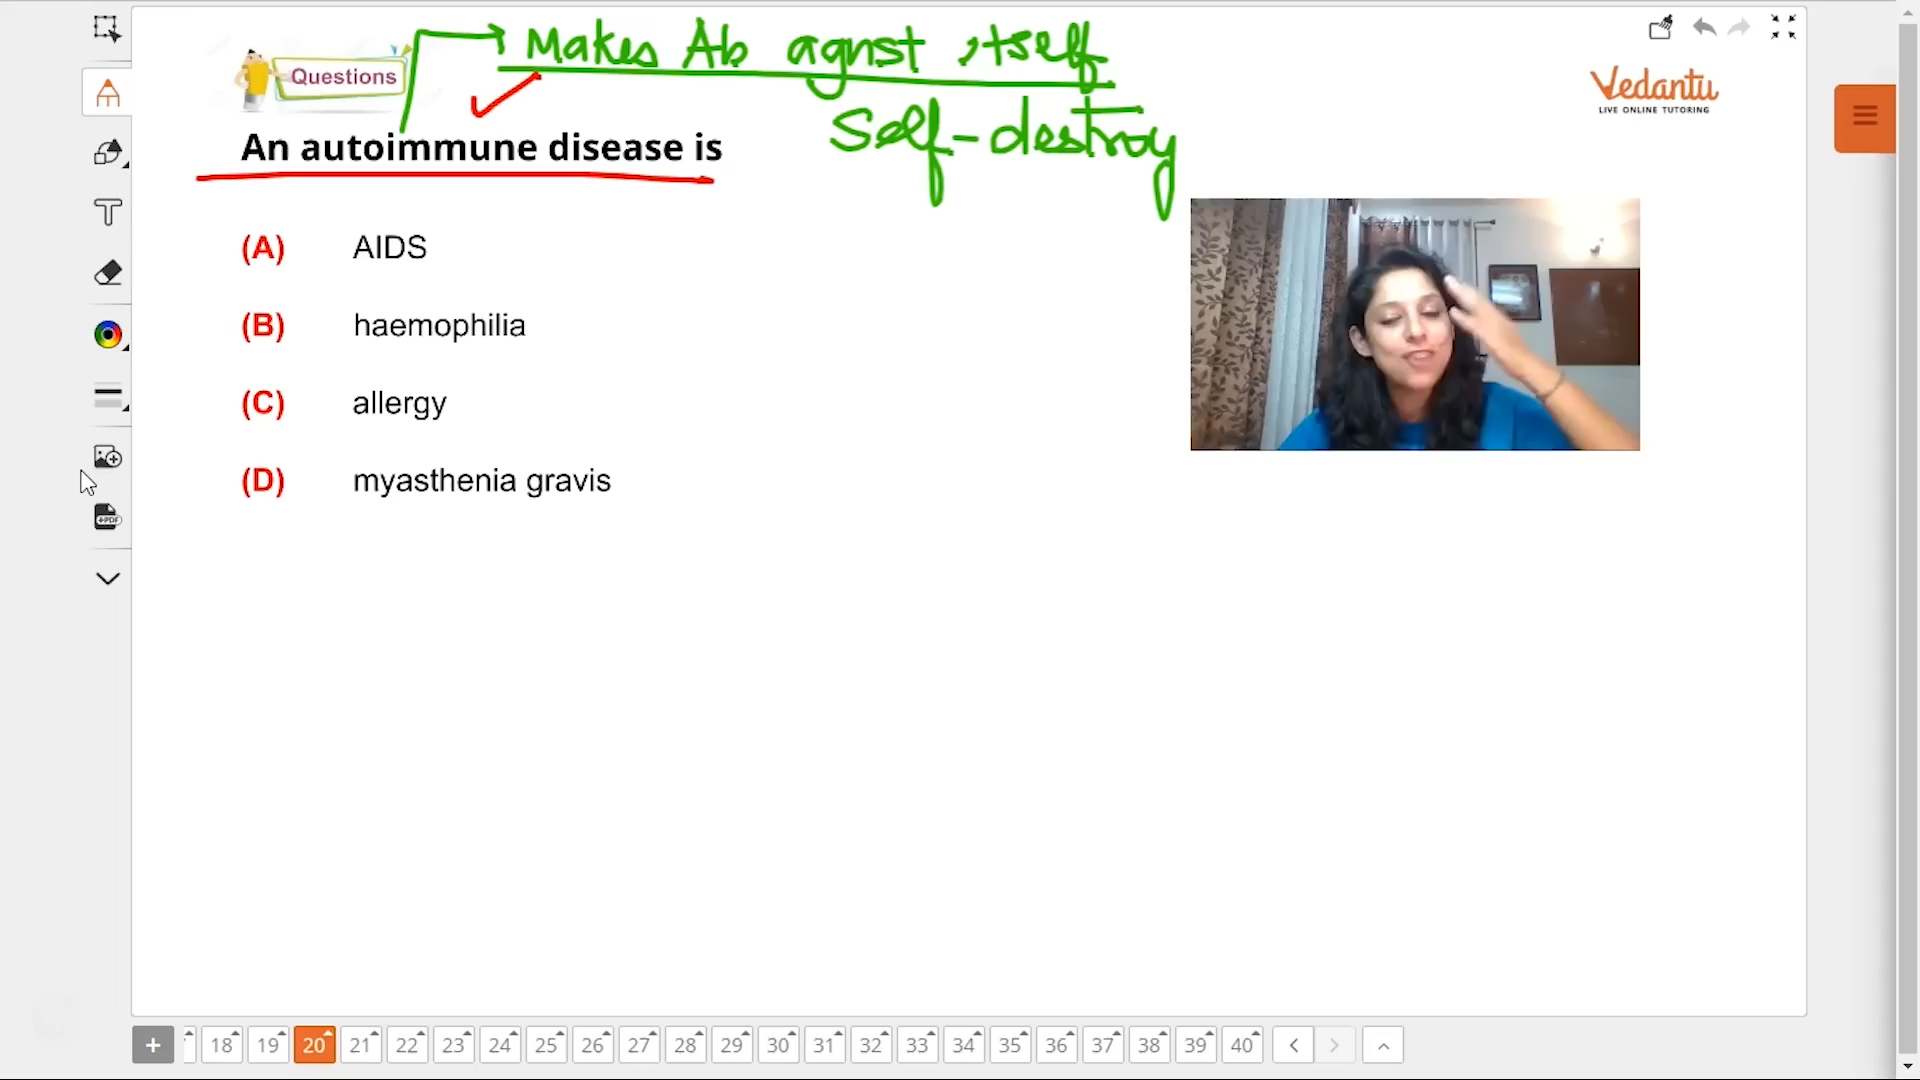 Makes Ab agnst itself
Questions
Vedantu
LIVE ONLINE TUTORING
Self-destroy
An autoimmune disease is
(A) AIDS
(B) haemophilia
(C) allergy
(D) myasthenia gravis
+PDF
+ 18 19 20 21 22 23 24 25 26 27 28 29 30 31 32 33 34 35 36 37 38 39 40 < >